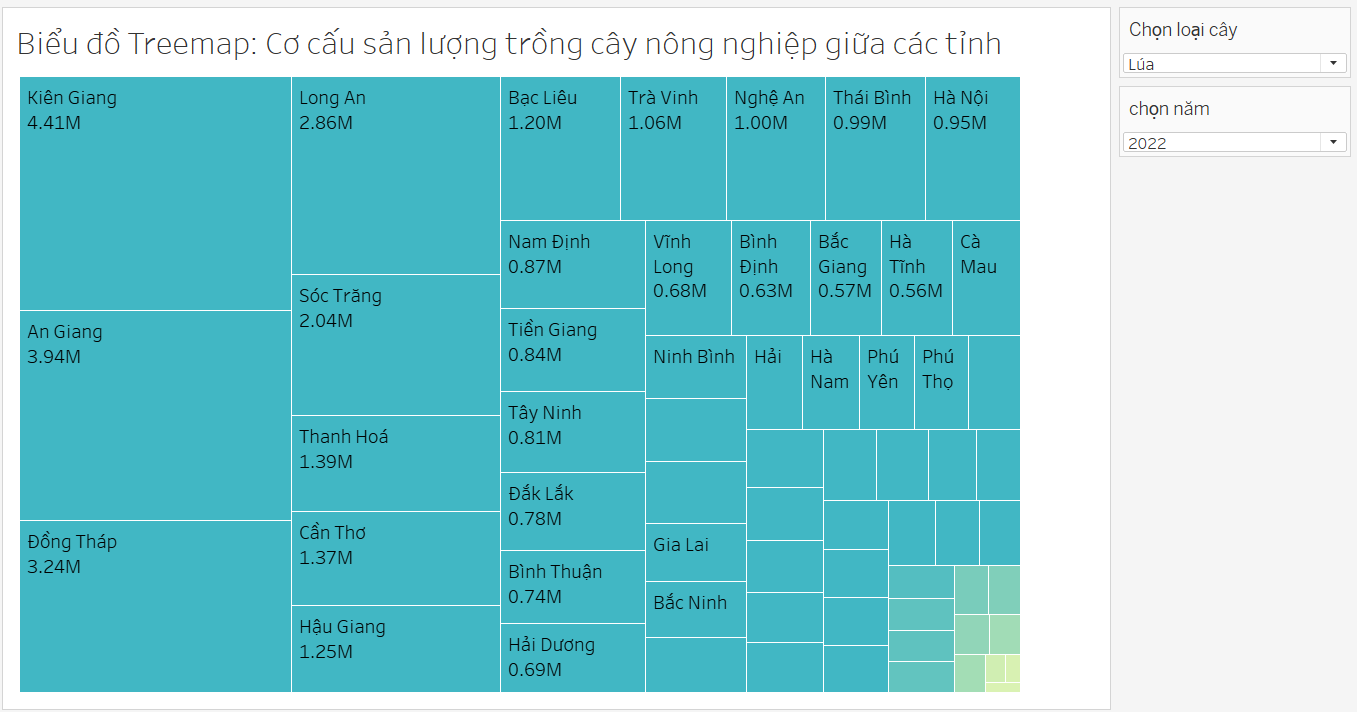 Biểu đồ Treemap: Cơ cấu sản lượng trồng cây nông nghiệp giữa các tỉnh
Kiên Giang
4.41M
An Giang
3.94M
Đồng Tháp
3.24M
Long An
2.86M
Sóc Trăng
2.04M
Thanh Hoá
1.39M
Cần Thơ
1.37M
Hậu Giang
1.25M
Bạc Liêu
1.20M
Trà Vinh
1.06M
Nghệ An
1.00M
Thái Bình
0.99M
Hà Nội
0.95M
Nam Định
0.87M
Tiền Giang
0.84M
Tây Ninh
0.81M
Đắk Lắk
0.78M
Bình Thuận
0.74M
Hải Dương
0.69M
Vĩnh
Long
0.68M
Bình
Định
0.63M
Bắc
Giang
0.57M
Hà
Tĩnh
0.56M
Cà
Mau
Ninh Bình
Hải
Hà
Nam
Phú
Yên
Phú
Thọ
Gia Lai
Bắc Ninh
Chọn loại cây
Lúa
chọn năm
2022